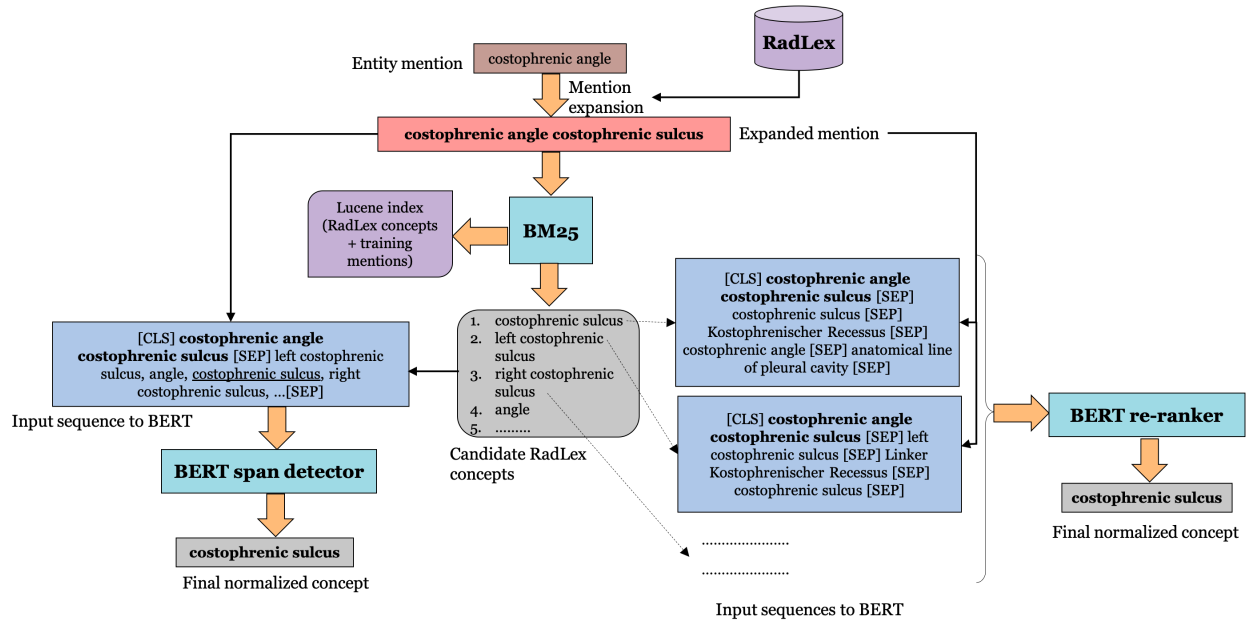 RadLex
Entity mention
costophrenic angle
Mention
expansion
costophrenic angle costophrenic sulcus
Expanded mention
Lucene index
(RadLex concepts
+ training
mentions)
BM25
[CLS] costophrenic angle
costophrenic sulcus [SEP]
costophrenic sulcus [SEP]
Kostophrenischer Recessus [SEP]
costophrenic angle [SEP] anatomical line
of pleural cavity [SEP]
1. costophrenic sulcus
2. left costophrenic
sulcus
3. right costophrenic
sulcus
4. angle
5. .........
Candidate RadLex
concepts
[CLS] costophrenic angle
costophrenic sulcus [SEP] left costophrenic
sulcus, angle, costophrenic sulcus, right
costophrenic sulcus, ...[SEP]
Input sequence to BERT
BERT span detector
costophrenic sulcus
Final normalized concept
[CLS] costophrenic angle
costophrenic sulcus [SEP] left
costophrenic sulcus [SEP] Linker
Kostophrenischer Recessus [SEP]
costophrenic sulcus [SEP]
......................
......................
Input sequences to BERT
BERT re-ranker
costophrenic sulcus
Final normalized concept